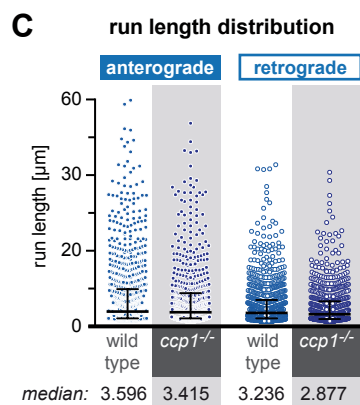 C run length distribution
anterograde retrograde
60
30
20
0
run length [µm]
wild type ccp1-/- wild type ccp1-/-
median: 3.596 3.415 3.236 2.877